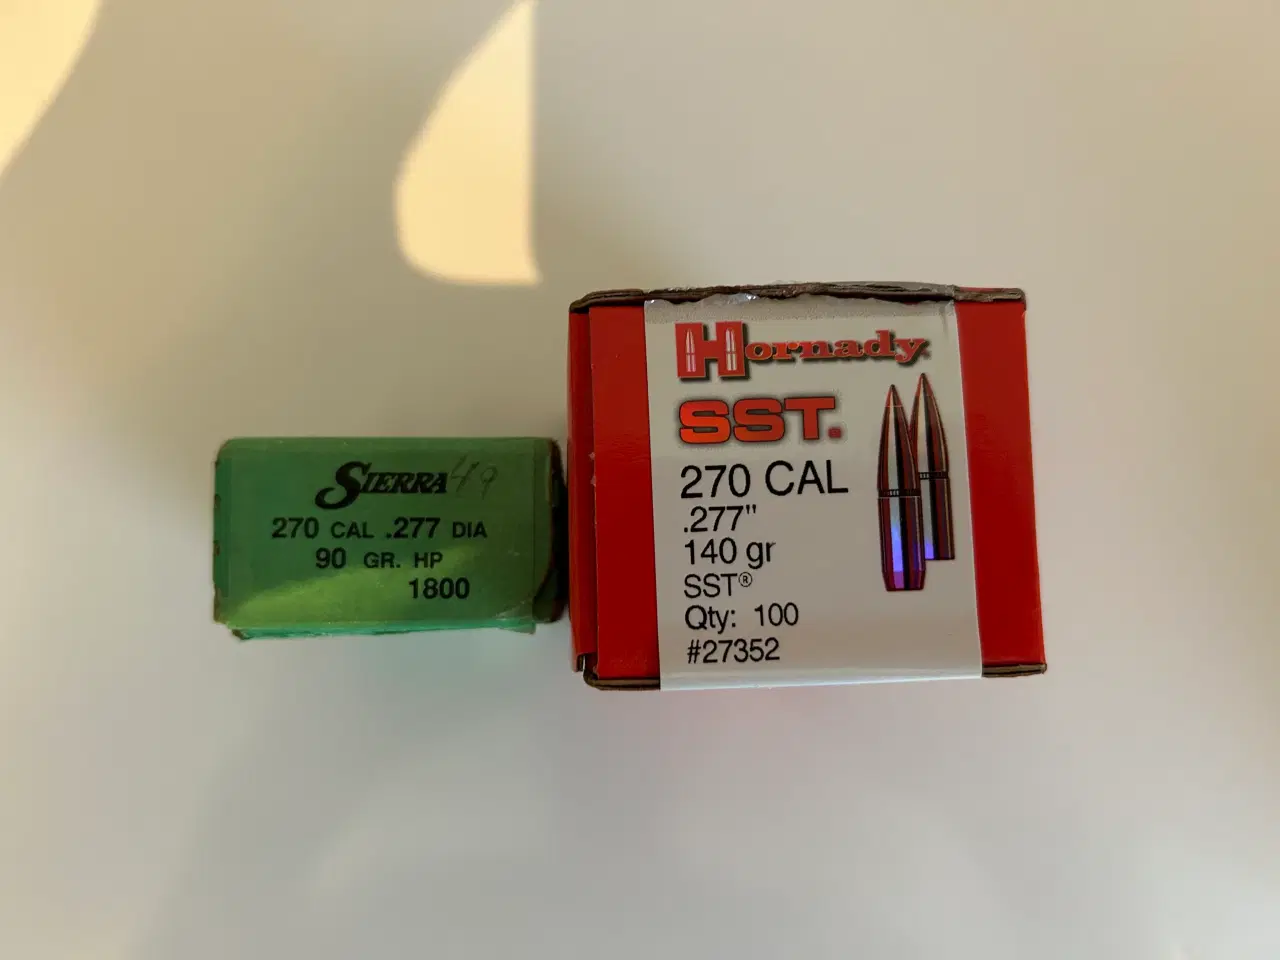 SIERRA 49
270 CAL .277 DIA
90 GR. HP
1800
Hornady
SST.
270 CAL
.277"
140 gr
SST®
Qty: 100
#27352